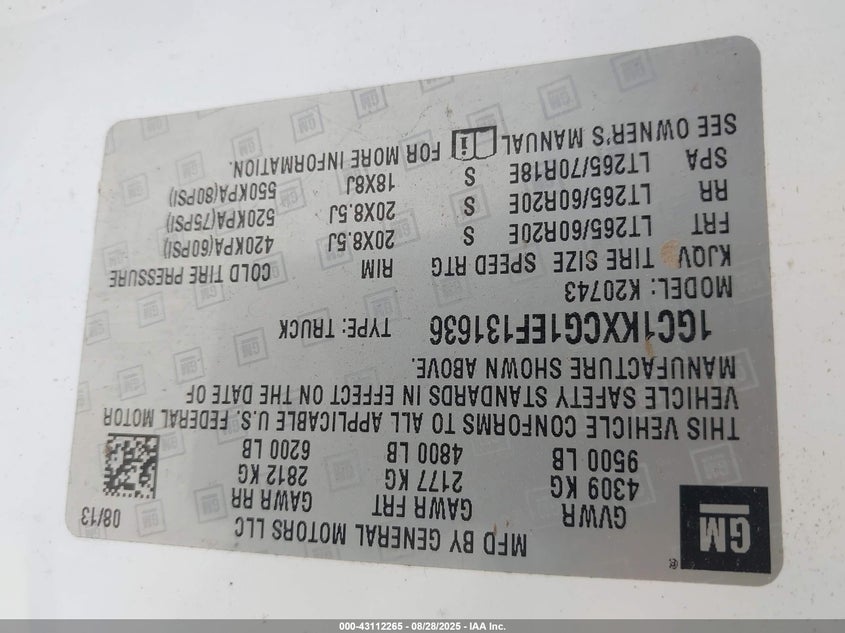 GM
®
MFD BY GENERAL MOTORS LLC
08/13
GVWR GAWR FRT GAWR RR
4309 KG 2177 KG 2812 KG
9500 LB 4800 LB 6200 LB
THIS VEHICLE CONFORMS TO ALL APPLICABLE U.S. FEDERAL MOTOR
VEHICLE SAFETY STANDARDS IN EFFECT ON THE DATE OF
MANUFACTURE SHOWN ABOVE.
1GC1KXCG1EF131636 TYPE: TRUCK
MODEL: K20743
KJQV TIRE SIZE SPEED RTG RIM COLD TIRE PRESSURE
FRT LT265/60R20E S 20X8.5J 420KPA(60PSI)
RR LT265/60R20E S 20X8.5J 520KPA(75PSI)
SPA LT265/70R18E S 18X8J 550KPA(80PSI)
SEE OWNER'S MANUAL i FOR MORE INFORMATION.
000-43112265 - 08/28/2025 - IAA Inc.